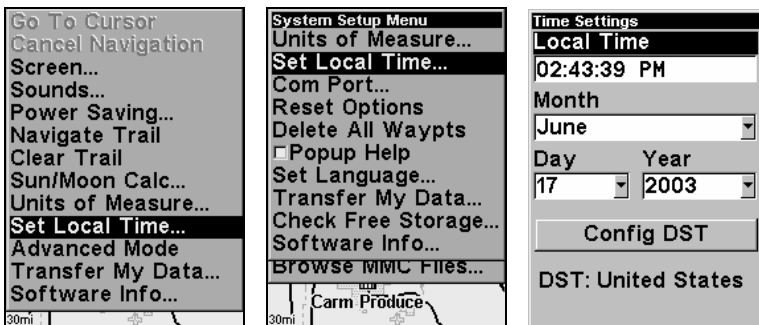 Go To Cursor
Cancel Navigation
Screen...
Sounds...
Power Saving...
Navigate Trail
Clear Trail
Sun/Moon Calc...
Units of Measure...
Set Local Time...
Advanced Mode
Transfer My Data...
Software Info...
30mi
System Setup Menu
Units of Measure...
Set Local Time...
Com Port...
Reset Options
Delete All Waypts
Popup Help
Set Language...
Transfer My Data...
Check Free Storage...
Software Info...
Browse MMC Files...
Carm Produce
30mi
Time Settings
Local Time
02:43:39 PM
Month
June
Day Year
17 2003
Config DST
DST: United States